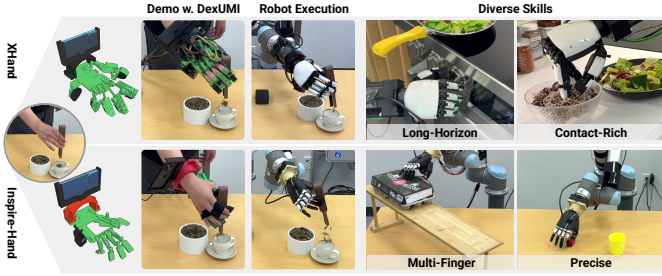 Demo w. DexUMI
Robot Execution
Diverse Skills
XHand
Long-Horizon
Contact-Rich
Inspire-Hand
Multi-Finger
Precise